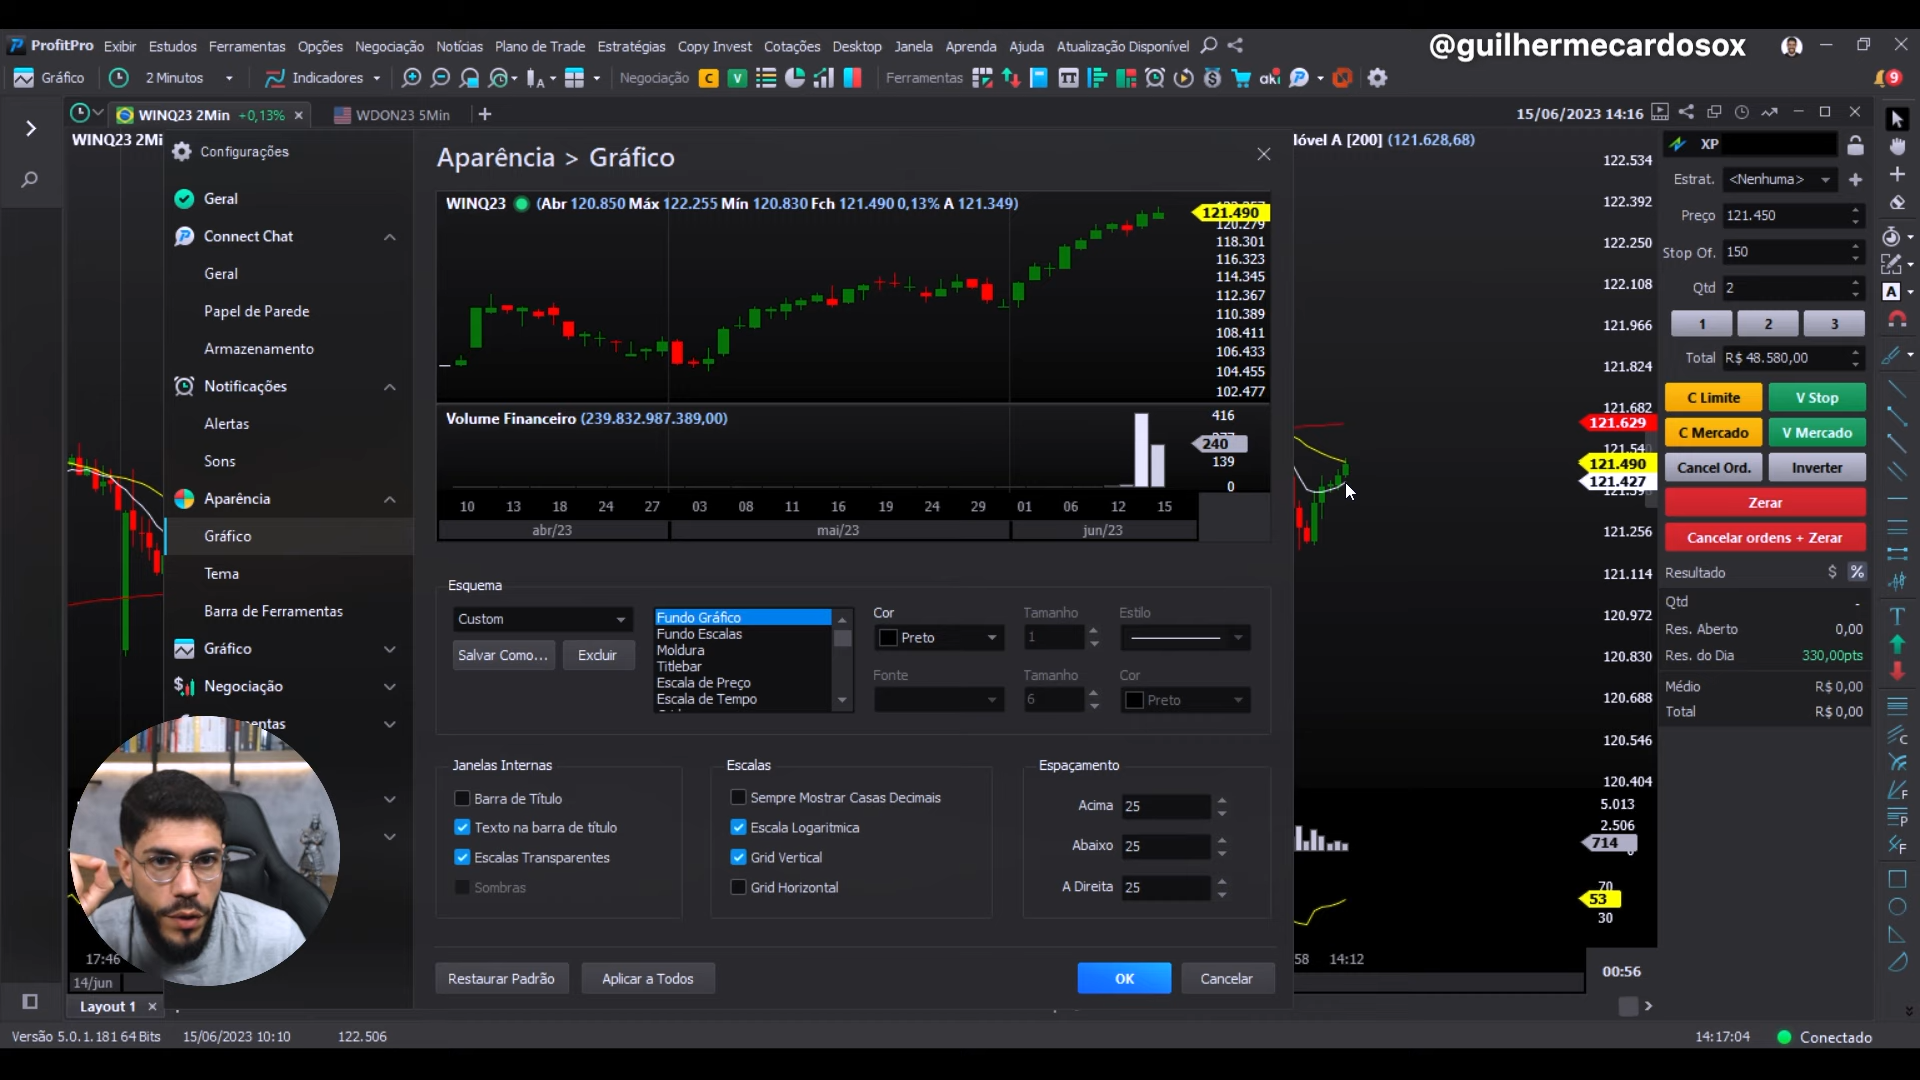 @guilhermecardosox
ProfitPro Exibir Estudos Ferramentas Opções Negociação Notícias Plano de Trade Estratégias Copy Invest Cotações Desktop Janela Aprenda Ajuda Atualização Disponível
Gráfico 2 Minutos Indicadores Negociação C V Ferramentas TT aki 9
WINQ23 2Min +0,13% WDON23 5Min 15/06/2023 14:16
WINQ23 2Mi
lóvel A [200] (121.628,68)
Configurações
Geral
Connect Chat
Geral
Papel de Parede
Armazenamento
Notificações
Alertas
Sons
Aparência
Gráfico
Tema
Barra de Ferramentas
Gráfico
Negociação
entas
Aparência > Gráfico
WINQ23 (Abr 120.850 Máx 122.255 Mín 120.830 Fch 121.490 0,13% A 121.349)
121.490
120.279
118.301
116.323
114.345
112.367
110.389
108.411
106.433
104.455
102.477
Volume Financeiro (239.832.987.389,00)
416
240
139
0
10 13 18 24 27 03 08 11 16 19 24 29 01 06 12 15
abr/23 mai/23 jun/23
Esquema
Custom
Salvar Como... Excluir
Fundo Gráfico
Fundo Escalas
Moldura
Titlebar
Escala de Preço
Escala de Tempo
Cor Tamanho Estilo
Preto 1
Fonte Tamanho Cor
6 Preto
Janelas Internas
Barra de Título
Texto na barra de título
Escalas Transparentes
Sombras
Escalas
Sempre Mostrar Casas Decimais
Escala Logaritmica
Grid Vertical
Grid Horizontal
Espaçamento
Acima 25
Abaixo 25
A Direita 25
Restaurar Padrão Aplicar a Todos OK Cancelar
122.534
122.392
122.250
122.108
121.966
121.824
121.682
121.629
121.490
121.427
121.256
121.114
120.972
120.830
120.688
120.546
120.404
5.013
2.506
714
70
53
30
17:46
14/jun
58 14:12
00:56
XP
Estrat. <Nenhuma>
Preço 121.450
Stop Of. 150
Qtd 2
1 2 3
Total R$ 48.580,00
C Limite V Stop
C Mercado V Mercado
Cancel Ord. Inverter
Zerar
Cancelar ordens + Zerar
Resultado $ %
Qtd -
Res. Aberto 0,00
Res. do Dia 330,00pts
Médio R$ 0,00
Total R$ 0,00
Layout 1
Versão 5.0.1.181 64 Bits 15/06/2023 10:10 122.506 14:17:04 Conectado